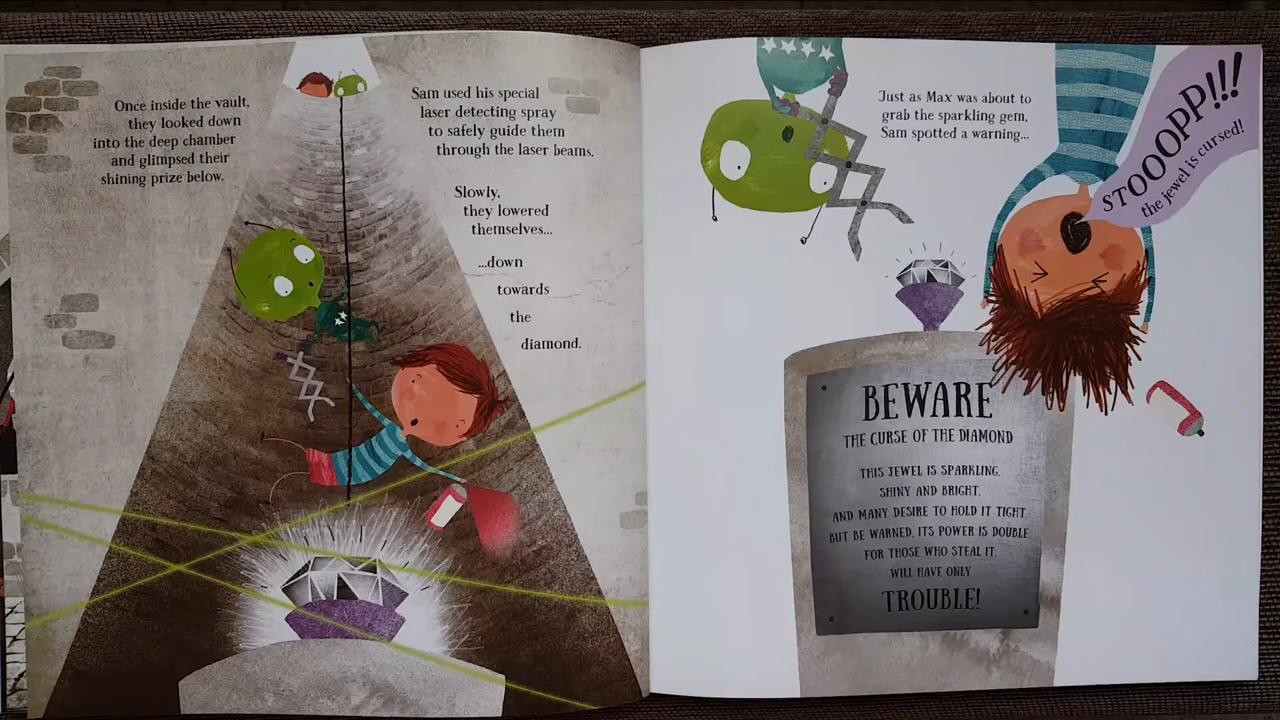 Once inside the vault,
they looked down
into the deep chamber
and glimpsed their
shining prize below.
Sam used his special
laser detecting spray
to safely guide them
through the laser beams.
Slowly,
they lowered
themselves...
...down
towards
the
diamond.
Just as Max was about to
grab the sparkling gem,
Sam spotted a warning...
STOOOPP!!!
the jewel is cursed!
BEWARE
THE CURSE OF THE DIAMOND
THIS JEWEL IS SPARKLING,
SHINY AND BRIGHT,
AND MANY DESIRE TO HOLD IT TIGHT.
BUT BE WARNED, ITS POWER IS DOUBLE,
FOR THOSE WHO STEAL IT,
WILL HAVE ONLY
TROUBLE!